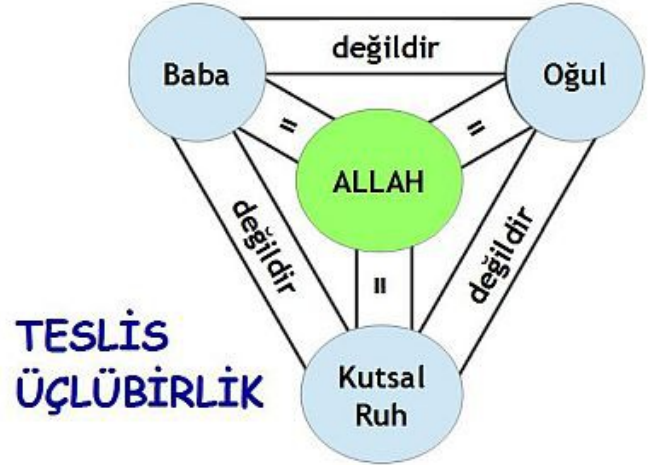 değildir
Baba
Oğul
=
=
ALLAH
değildir
değildir
=
TESLİS
ÜÇLÜBİRLİK
Kutsal
Ruh